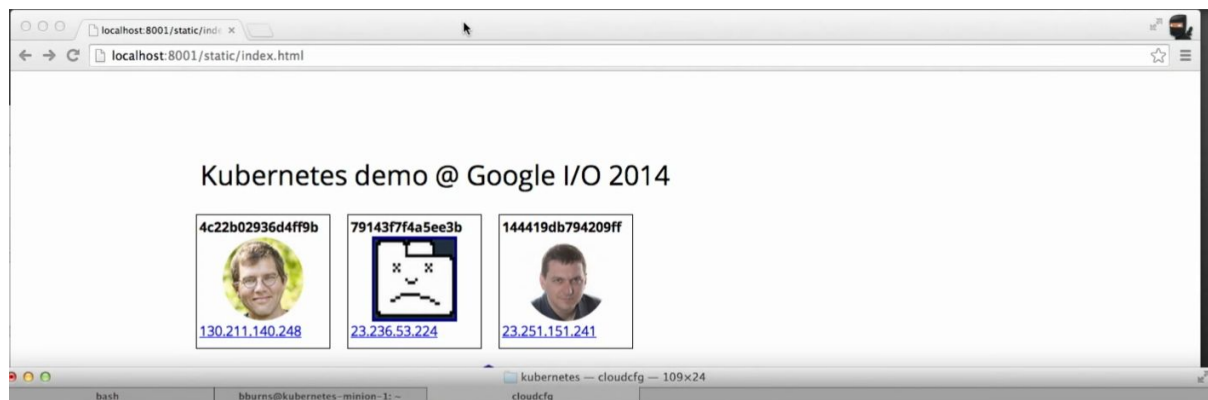 localhost:8001/static/inde
localhost:8001/static/index.html
Kubernetes demo @ Google I/O 2014
4c22b02936d4ff9b 79143f7f4a5ee3b 144419db794209ff
130.211.140.248 23.236.53.224 23.251.151.241
kubernetes — cloudcfg — 109×24
bash bburns@kubernetes-minion-1: ~ cloudcfg